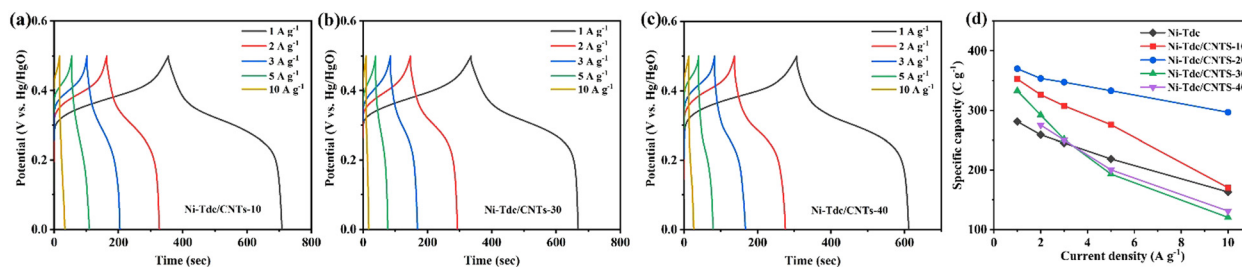 (a)
0.6
0.4
0.2
0.0
Potential (V vs. Hg/HgO)
1 A g-1
2 A g-1
3 A g-1
5 A g-1
10 A g-1
Ni-Tdc/CNTs-10
0 200 400 600 800
Time (sec)
(b)
0.6
0.4
0.2
0.0
Potential (V vs. Hg/HgO)
1 A g-1
2 A g-1
3 A g-1
5 A g-1
10 A g-1
Ni-Tdc/CNTs-30
0 200 400 600 800
Time (sec)
(c)
0.6
0.4
0.2
0.0
Potential (V vs. Hg/HgO)
1 A g-1
2 A g-1
3 A g-1
5 A g-1
10 A g-1
Ni-Tdc/CNTs-40
0 200 400 600
Time (sec)
(d)
450
400
350
300
250
200
150
100
Specific capacity (C g-1)
Ni-Tdc
Ni-Tdc/CNTS-10
Ni-Tdc/CNTS-20
Ni-Tdc/CNTS-30
Ni-Tdc/CNTS-40
0 2 4 6 8 10
Current density (A g-1)